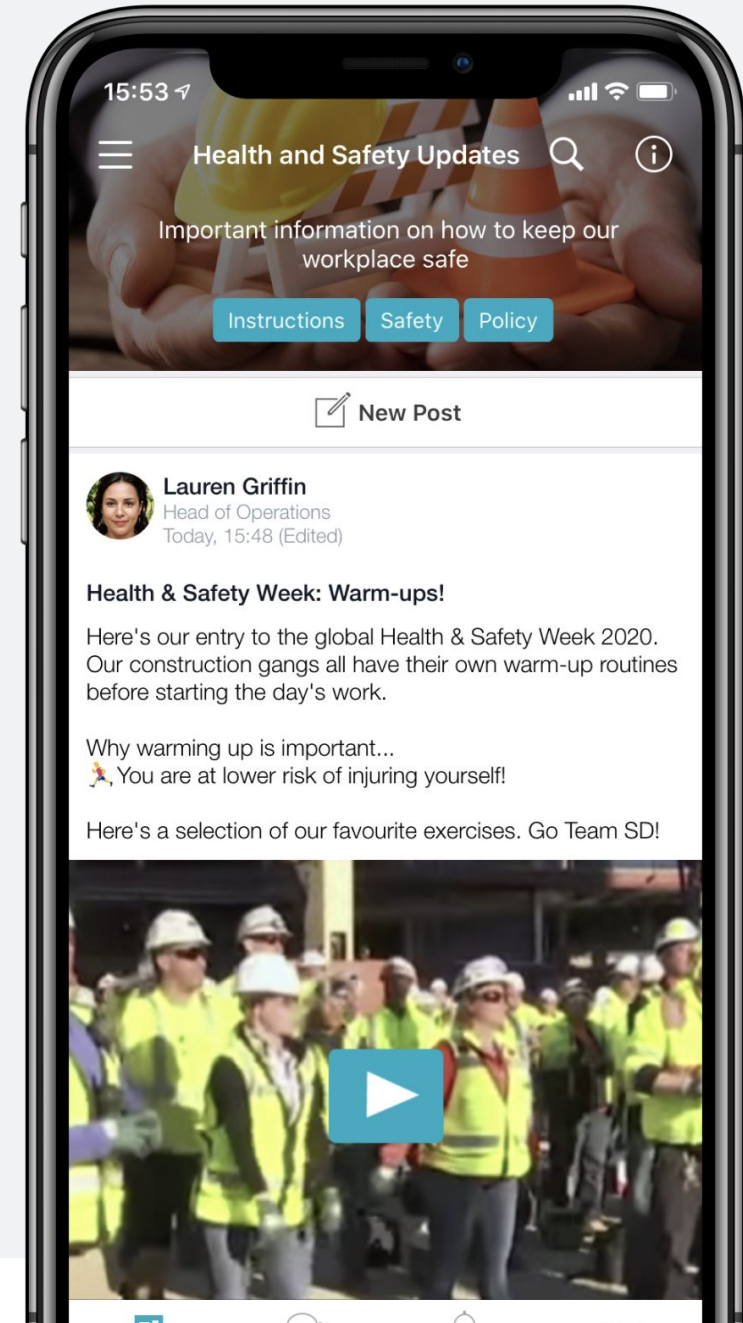 15:53
Health and Safety Updates
Important information on how to keep our
workplace safe
Instructions Safety Policy
New Post
Lauren Griffin
Head of Operations
Today, 15:48 (Edited)
Health & Safety Week: Warm-ups!
Here's our entry to the global Health & Safety Week 2020.
Our construction gangs all have their own warm-up routines
before starting the day's work.
Why warming up is important...
🏃 You are at lower risk of injuring yourself!
Here's a selection of our favourite exercises. Go Team SD!